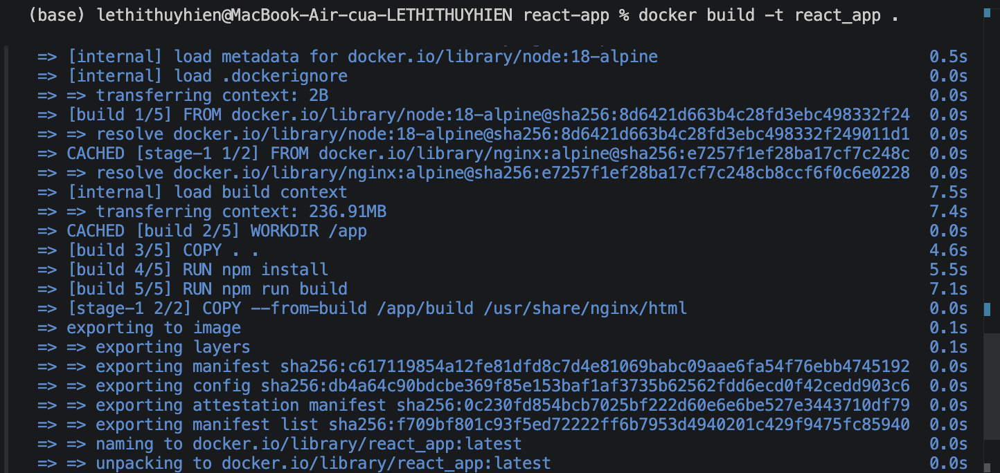 (base) lethithuyhien@MacBook-Air-cua-LETHITHUYHIEN react-app % docker build -t react_app .
=> [internal] load metadata for docker.io/library/node:18-alpine 0.5s
=> [internal] load .dockerignore 0.0s
=> => transferring context: 2B 0.0s
=> [build 1/5] FROM docker.io/library/node:18-alpine@sha256:8d6421d663b4c28fd3ebc498332f24 0.0s
=> => resolve docker.io/library/node:18-alpine@sha256:8d6421d663b4c28fd3ebc498332f249011d1 0.0s
=> CACHED [stage-1 1/2] FROM docker.io/library/nginx:alpine@sha256:e7257f1ef28ba17cf7c248c 0.0s
=> => resolve docker.io/library/nginx:alpine@sha256:e7257f1ef28ba17cf7c248cb8ccf6f0c6e0228 0.0s
=> [internal] load build context 7.5s
=> => transferring context: 236.91MB 7.4s
=> CACHED [build 2/5] WORKDIR /app 0.0s
=> [build 3/5] COPY . . 4.6s
=> [build 4/5] RUN npm install 5.5s
=> [build 5/5] RUN npm run build 7.1s
=> [stage-1 2/2] COPY --from=build /app/build /usr/share/nginx/html 0.0s
=> exporting to image 0.1s
=> => exporting layers 0.1s
=> => exporting manifest sha256:c617119854a12fe81dfd8c7d4e81069babc09aae6fa54f76ebb4745192 0.0s
=> => exporting config sha256:db4a64c90bdcbe369f85e153baf1af3735b62562fdd6ecd0f42cedd903c6 0.0s
=> => exporting attestation manifest sha256:0c230fd854bcb7025bf222d60e6e6be527e3443710df79 0.0s
=> => exporting manifest list sha256:f709bf801c93f5ed72222ff6b7953d4940201c429f9475fc85940 0.0s
=> => naming to docker.io/library/react_app:latest 0.0s
=> => unpacking to docker.io/library/react_app:latest 0.0s